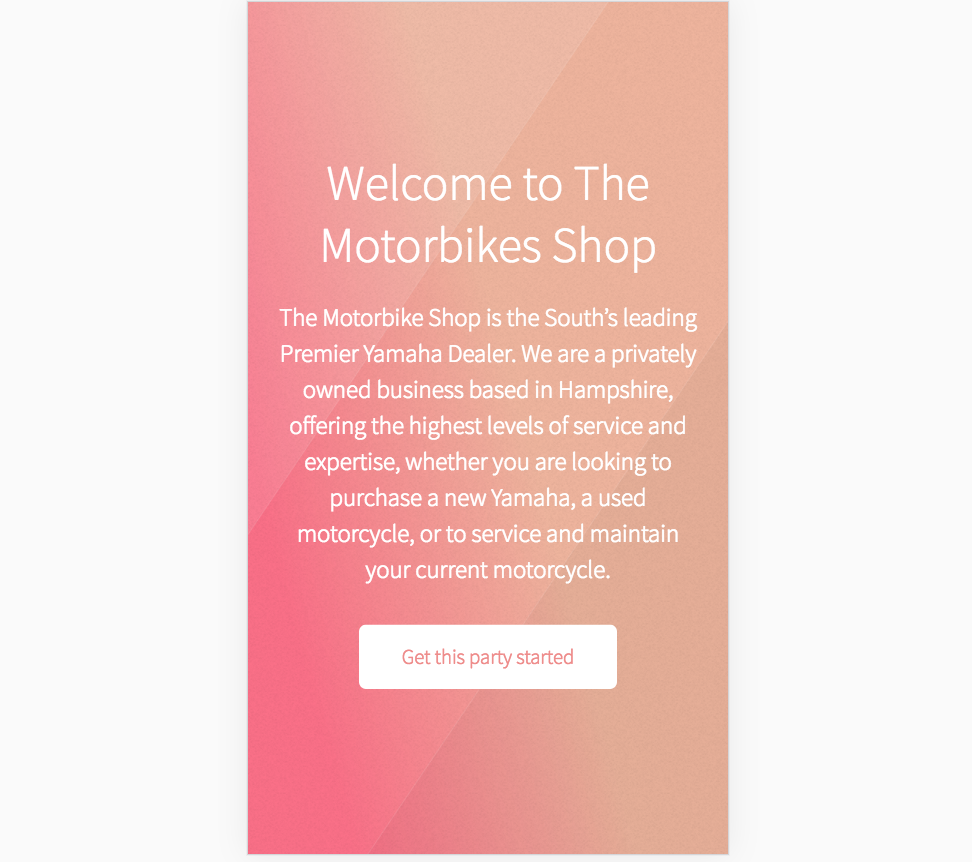 Welcome to The
Motorbikes Shop
The Motorbike Shop is the South’s leading
Premier Yamaha Dealer. We are a privately
owned business based in Hampshire,
offering the highest levels of service and
expertise, whether you are looking to
purchase a new Yamaha, a used
motorcycle, or to service and maintain
your current motorcycle.
Get this party started